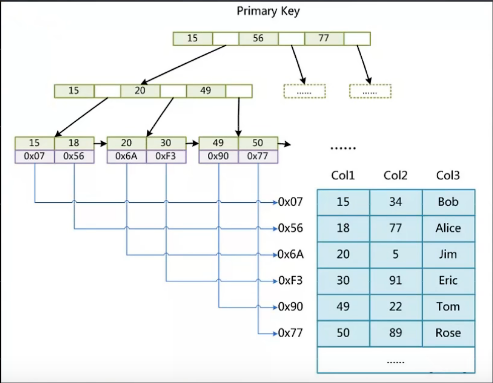 Primary Key
15 56 77
15 20 49
...... ......
15 18 20 30 49 50
0x07 0x56 0x6A 0xF3 0x90 0x77
......
Col1 Col2 Col3
0x07 15 34 Bob
0x56 18 77 Alice
0x6A 20 5 Jim
0xF3 30 91 Eric
0x90 49 22 Tom
0x77 50 89 Rose
......